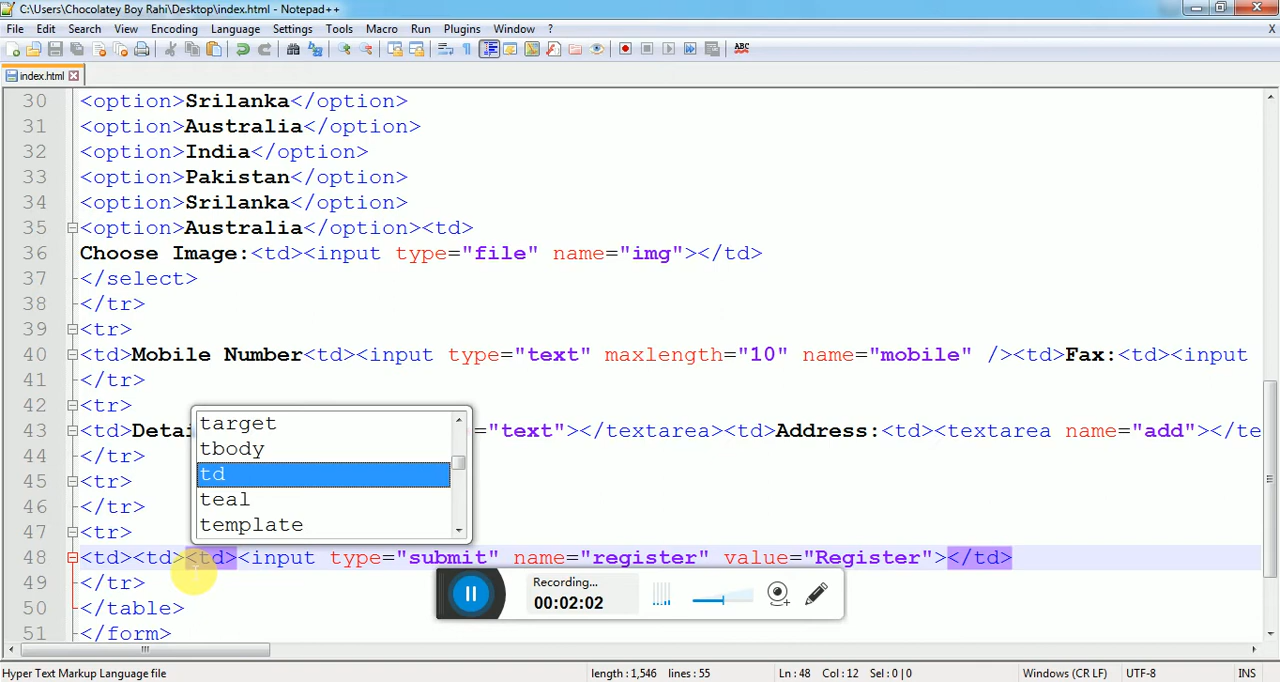 C:\Users\Chocolatey Boy Rahi\Desktop\index.html - Notepad++
File Edit Search View Encoding Language Settings Tools Macro Run Plugins Window ? X
ABC
index.html
30 <option>Srilanka</option>
31 <option>Australia</option>
32 <option>India</option>
33 <option>Pakistan</option>
34 <option>Srilanka</option>
35 <option>Australia</option><td>
36 Choose Image:<td><input type="file" name="img"></td>
37 </select>
38 </tr>
39 <tr>
40 <td>Mobile Number<td><input type="text" maxlength="10" name="mobile" /><td>Fax:<td><input
41 </tr>
42 <tr>
43 <td>Detai ="text"></textarea><td>Address:<td><textarea name="add"></te
44 </tr>
45 <tr>
46 </tr>
47 <tr>
48 <td><td><td><input type="submit" name="register" value="Register"></td>
49 </tr>
50 </table>
51 </form>
target
tbody
td
teal
template
Recording...
00:02:02
Hyper Text Markup Language file length : 1,546 lines : 55 Ln : 48 Col : 12 Sel : 0 | 0 Windows (CR LF) UTF-8 INS